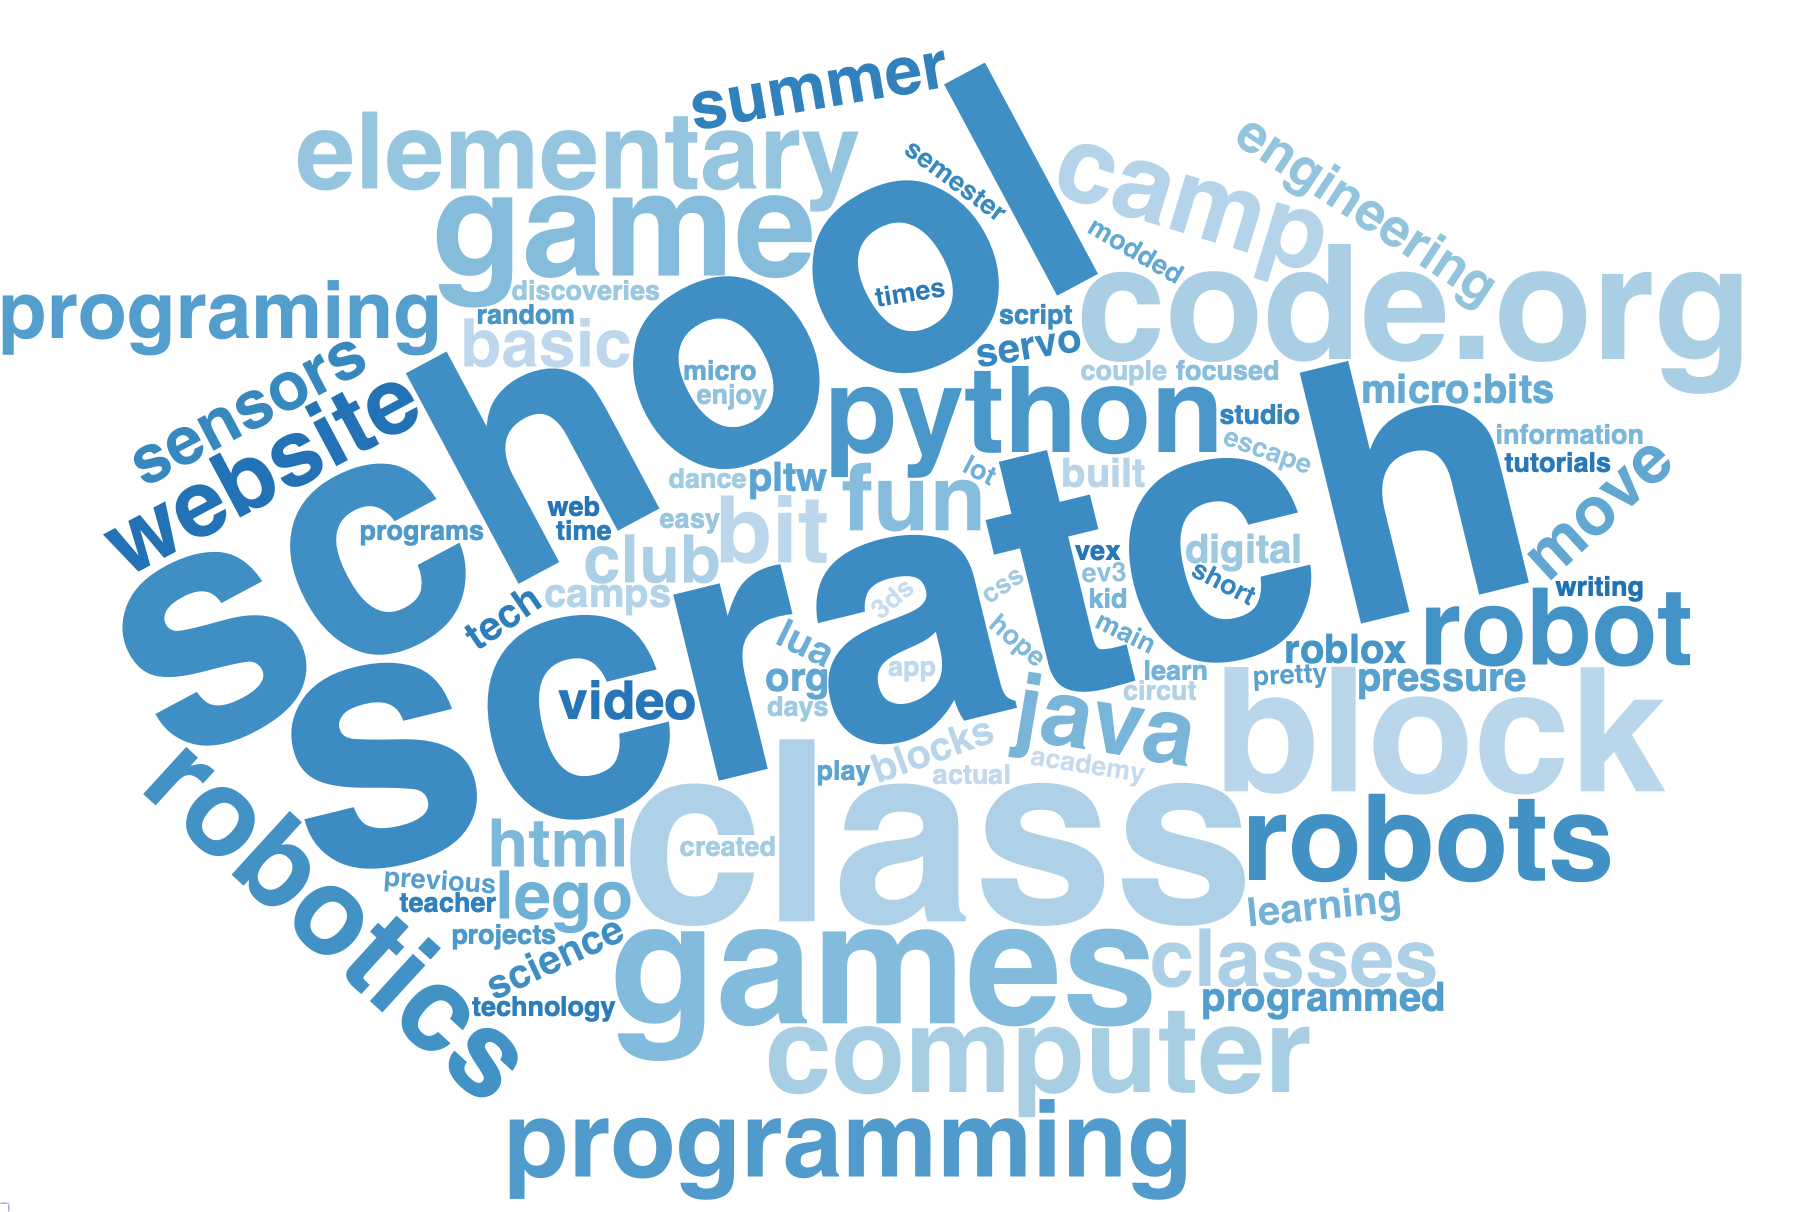 summer
elementary
semester
camp
engineering
game
modded
school
code.org
programing
discoveries
times
random
script
basic
servo
sensors
micro
couple
focused
website
enjoy
python
micro:bits
studio
scratch
information
escape
tutorials
dance
pltw
lot
built
move
fun
web
programs
time
easy
bit
club
vex
digital
camps
css
ev3
short
writing
tech
3ds
kid
robot
lua
hope
main
roblox
app
learn
org
pretty
pressure
video
circut
days
java
block
robotics
blocks
play
actual
academy
class
html
created
robots
previous
lego
teacher
learning
projects
science
games
classes
technology
programmed
computer
programming